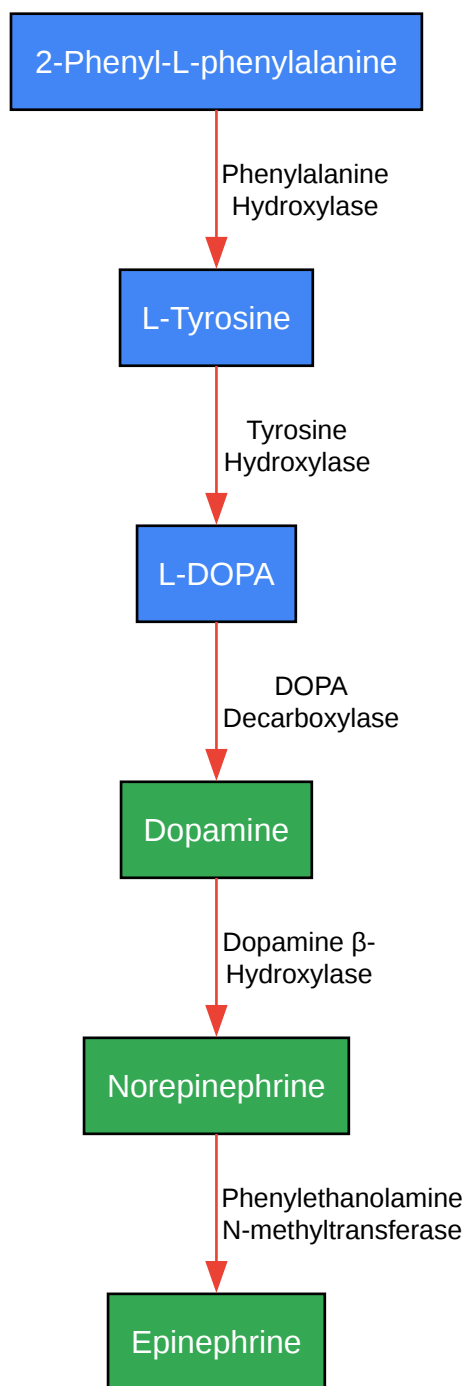 2-Phenyl-L-phenylalanine
Phenylalanine
Hydroxylase
L-Tyrosine
Tyrosine
Hydroxylase
L-DOPA
DOPA
Decarboxylase
Dopamine
Dopamine β-
Hydroxylase
Norepinephrine
Phenylethanolamine
N-methyltransferase
Epinephrine